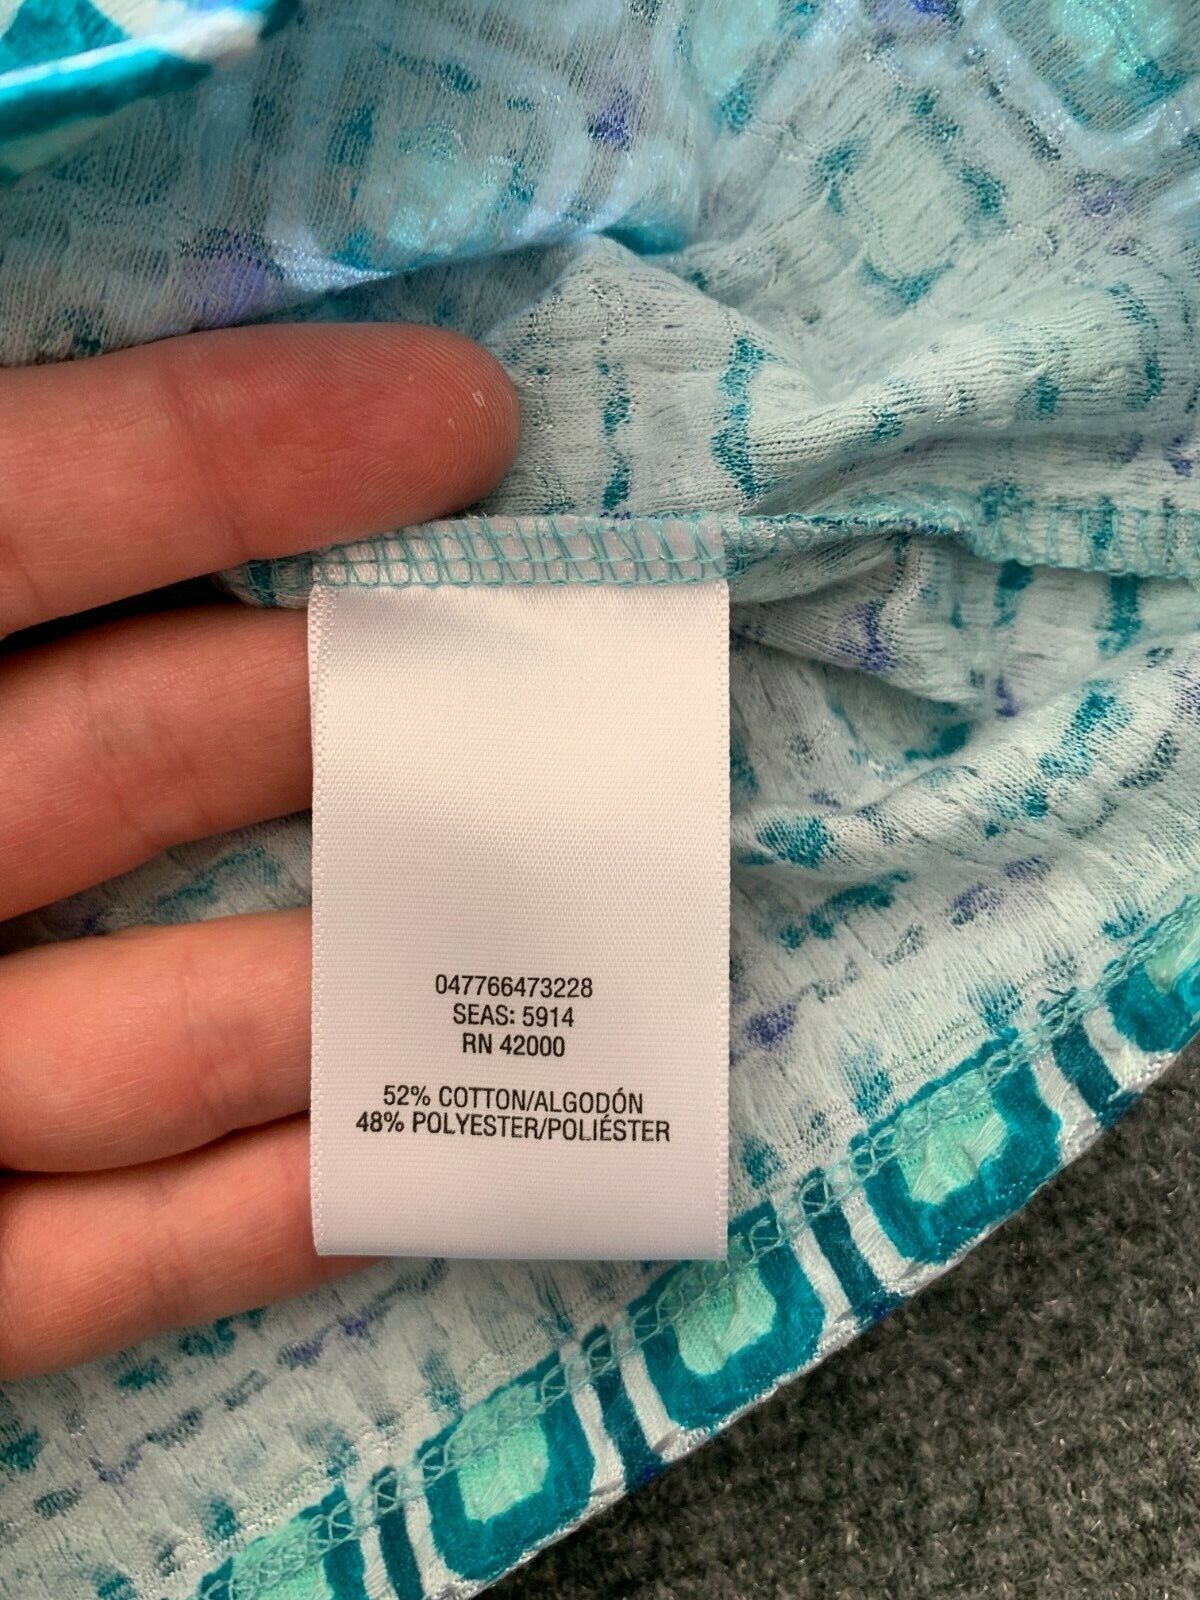 047766473228
SEAS: 5914
RN 42000
52% COTTON/ALGODÓN
48% POLYESTER/POLIÉSTER